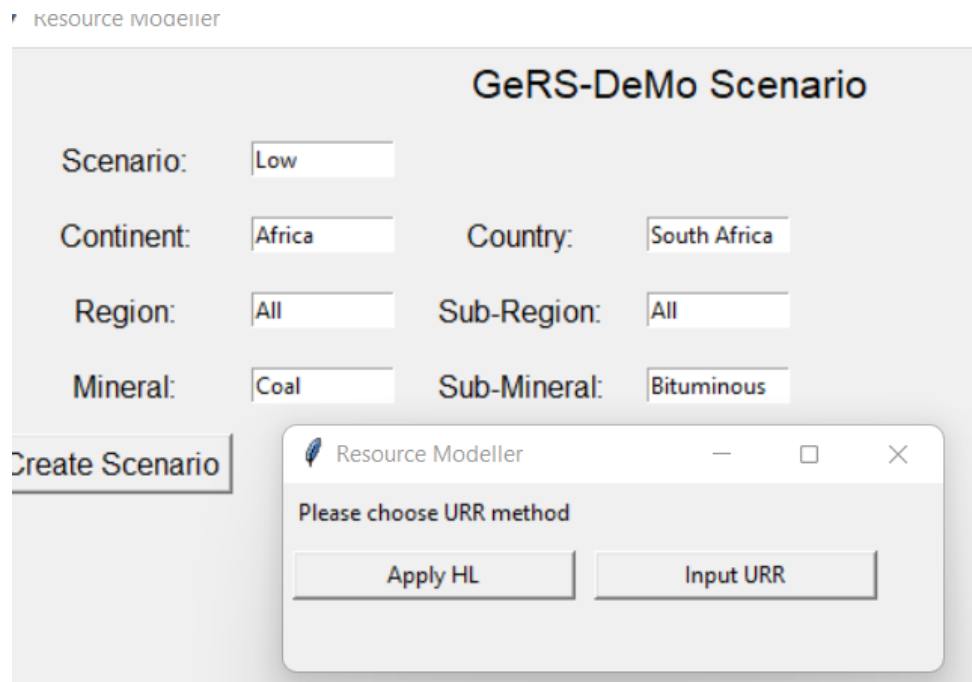 Resource Modeller
GeRS-DeMo Scenario
Scenario: Low
Continent: Africa Country: South Africa
Region: All Sub-Region: All
Mineral: Coal Sub-Mineral: Bituminous
Create Scenario
Resource Modeller
Please choose URR method
Apply HL Input URR